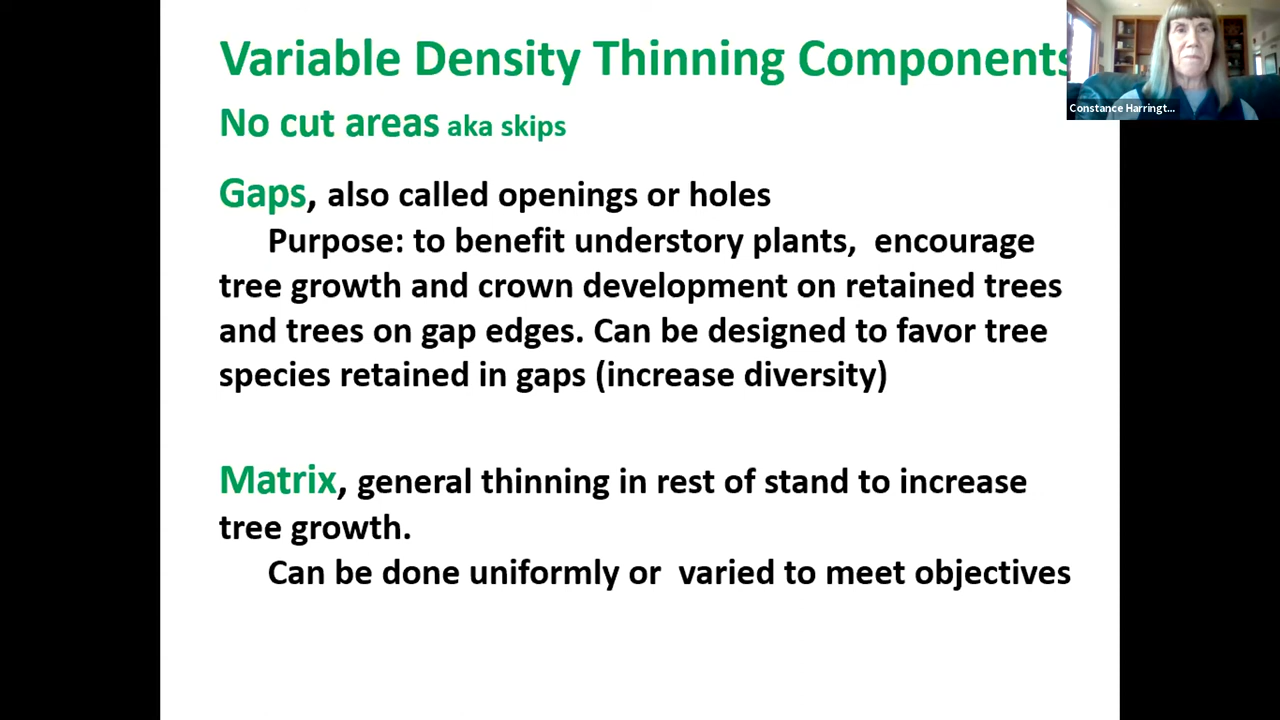 Variable Density Thinning Components
Constance Harringt...
No cut areas aka skips
Gaps, also called openings or holes
Purpose: to benefit understory plants, encourage
tree growth and crown development on retained trees
and trees on gap edges. Can be designed to favor tree
species retained in gaps (increase diversity)
Matrix, general thinning in rest of stand to increase
tree growth.
Can be done uniformly or varied to meet objectives